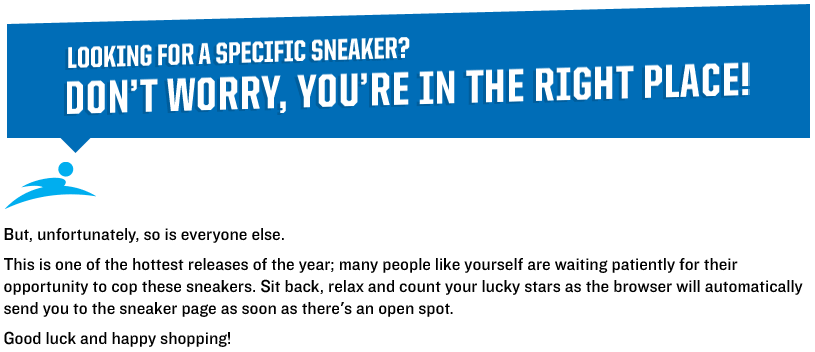 LOOKING FOR A SPECIFIC SNEAKER?
DON'T WORRY, YOU'RE IN THE RIGHT PLACE!
But, unfortunately, so is everyone else.
This is one of the hottest releases of the year; many people like yourself are waiting patiently for their
opportunity to cop these sneakers. Sit back, relax and count your lucky stars as the browser will automatically
send you to the sneaker page as soon as there's an open spot.
Good luck and happy shopping!